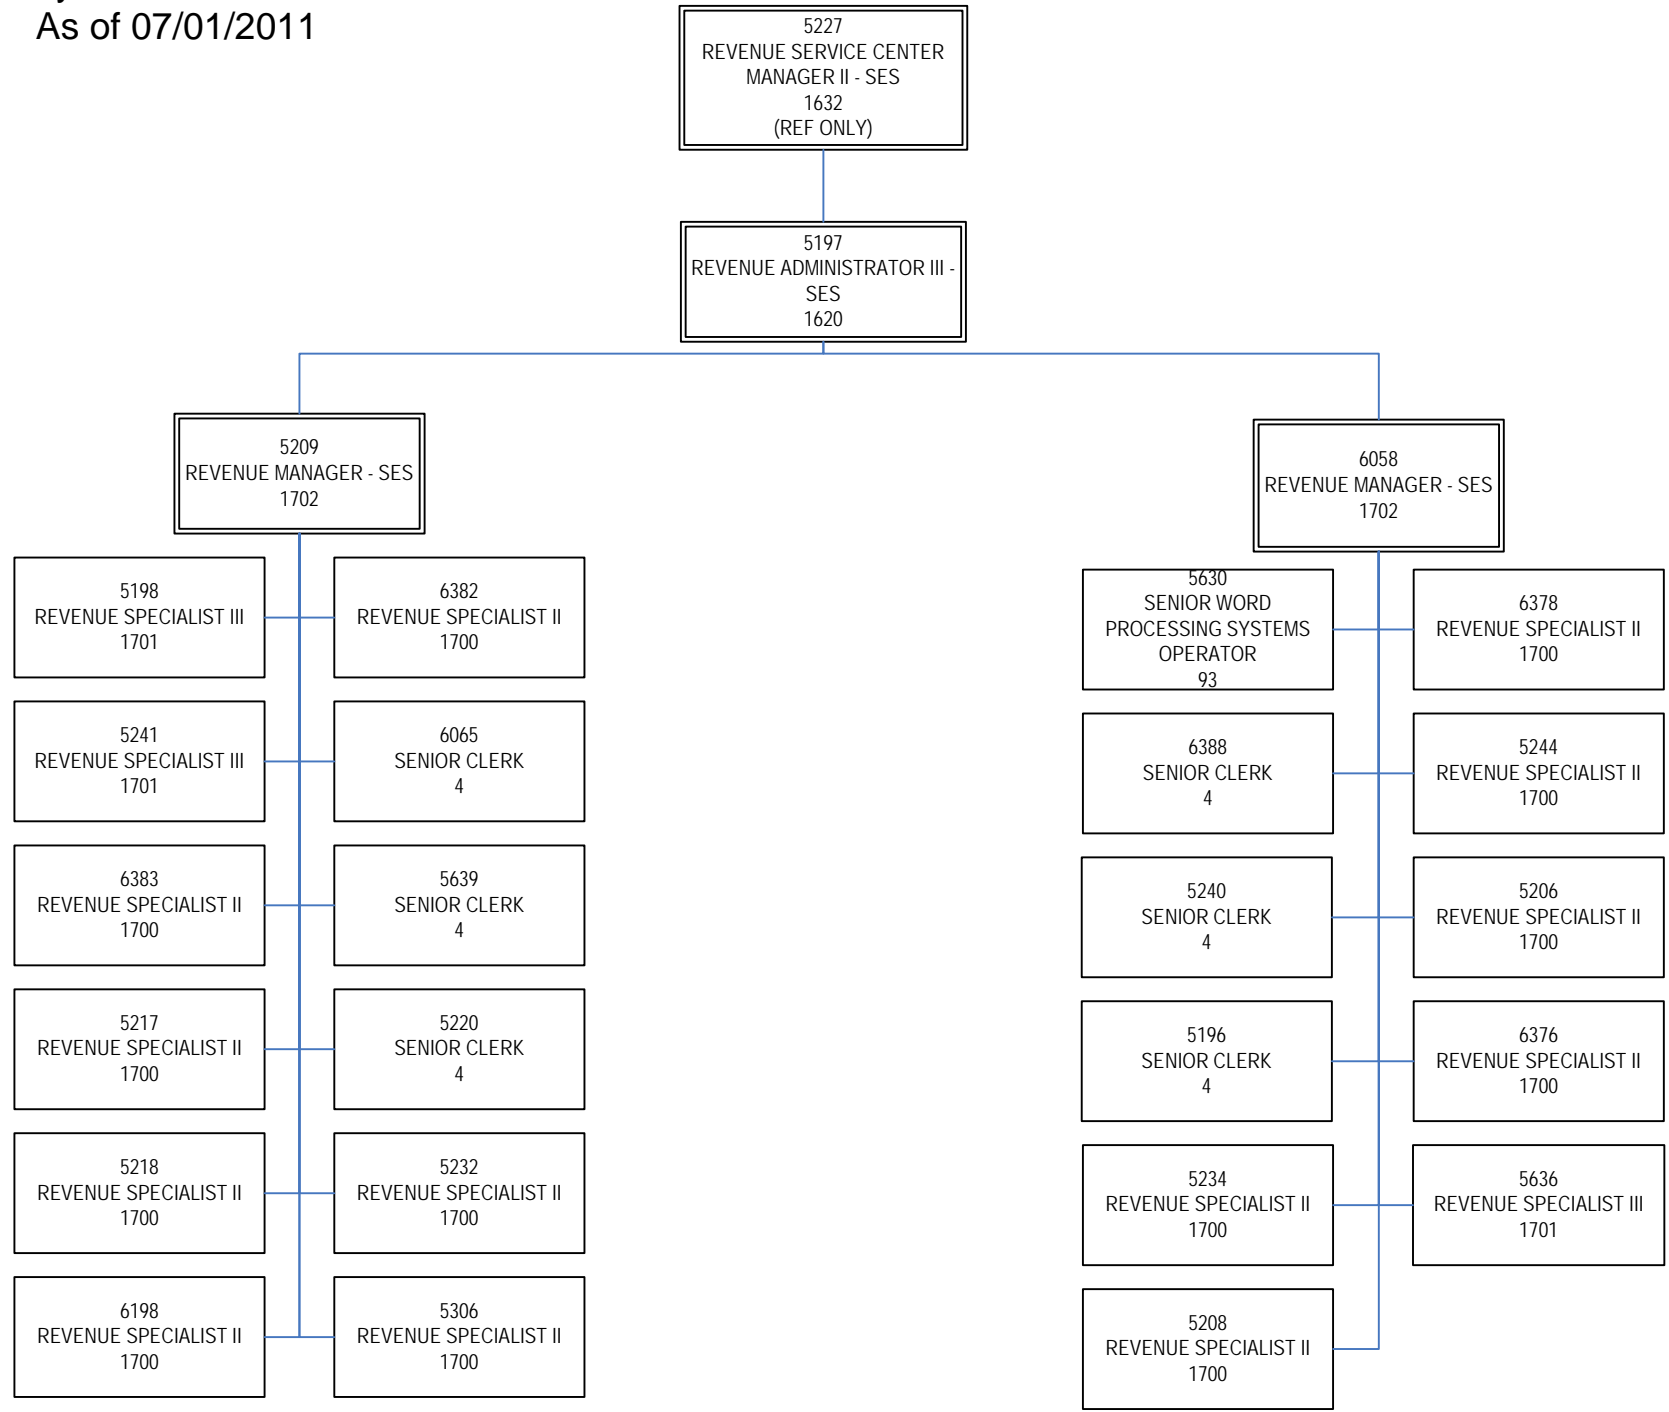 As of 07/01/2011
5227
REVENUE SERVICE CENTER
MANAGER II - SES
1632
(REF ONLY)
5197
REVENUE ADMINISTRATOR III -
SES
1620
5209
REVENUE MANAGER - SES
1702
6058
REVENUE MANAGER - SES
1702
5198
REVENUE SPECIALIST III
1701
6382
REVENUE SPECIALIST II
1700
5241
REVENUE SPECIALIST III
1701
6065
SENIOR CLERK
4
6383
REVENUE SPECIALIST II
1700
5639
SENIOR CLERK
4
5217
REVENUE SPECIALIST II
1700
5220
SENIOR CLERK
4
5218
REVENUE SPECIALIST II
1700
5232
REVENUE SPECIALIST II
1700
6198
REVENUE SPECIALIST II
1700
5306
REVENUE SPECIALIST II
1700
5630
SENIOR WORD
PROCESSING SYSTEMS
OPERATOR
93
6378
REVENUE SPECIALIST II
1700
6388
SENIOR CLERK
4
5244
REVENUE SPECIALIST II
1700
5240
SENIOR CLERK
4
5206
REVENUE SPECIALIST II
1700
5196
SENIOR CLERK
4
6376
REVENUE SPECIALIST II
1700
5234
REVENUE SPECIALIST II
1700
5636
REVENUE SPECIALIST III
1701
5208
REVENUE SPECIALIST II
1700